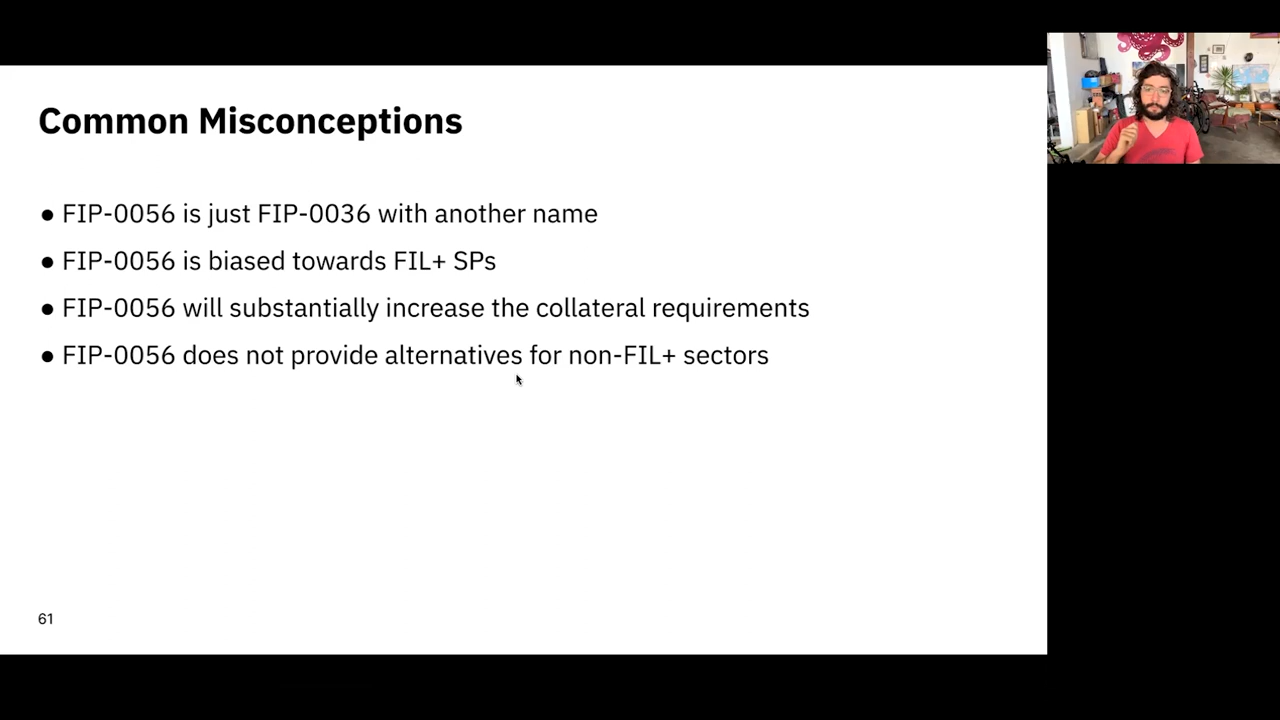 Common Misconceptions
● FIP-0056 is just FIP-0036 with another name
● FIP-0056 is biased towards FIL+ SPs
● FIP-0056 will substantially increase the collateral requirements
● FIP-0056 does not provide alternatives for non-FIL+ sectors
61